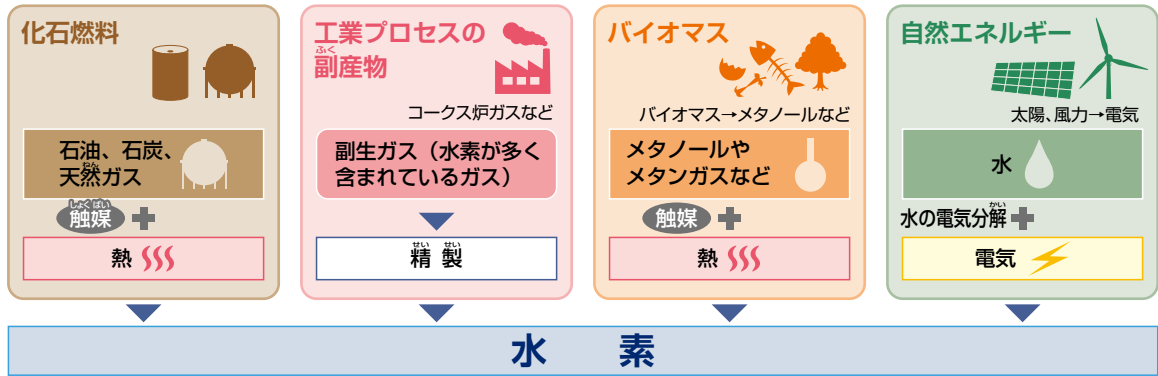 化石燃料
石油、石炭、
天然ガス
ねん
触媒
しょくばい
熱
工業プロセスの
副産物
ふく
コークス炉ガスなど
副生ガス（水素が多く
含まれているガス）
精製
せい せい
バイオマス
バイオマス→メタノールなど
メタノールや
メタンガスなど
触媒
熱
自然エネルギー
太陽、風力→電気
水
水の電気分解
かい
電気
水 素